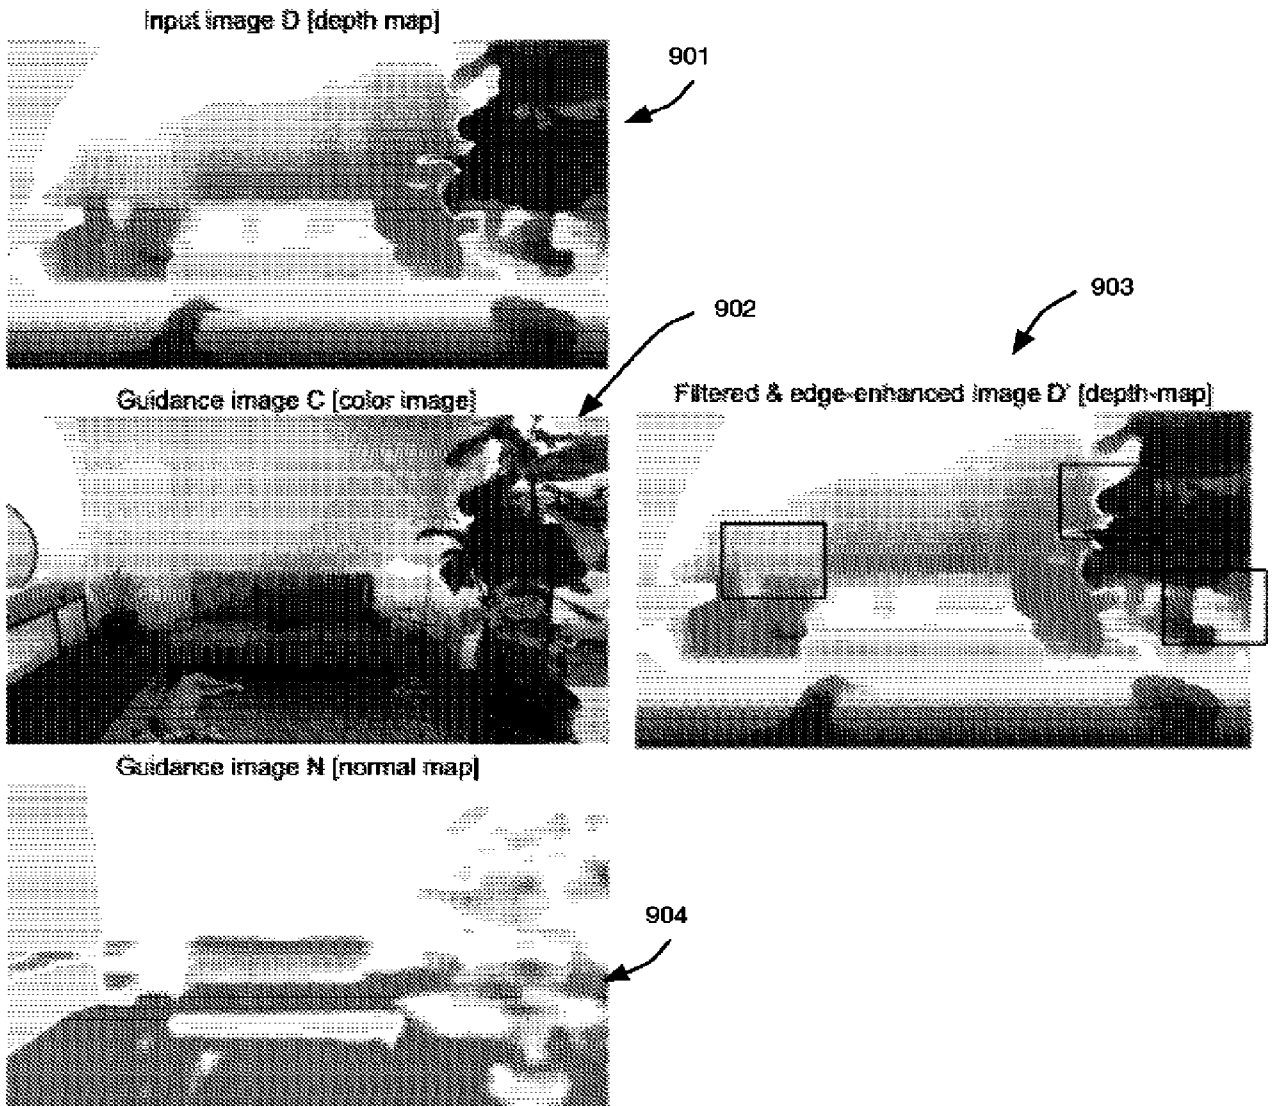 Input image D [depth map]
901
902
903
Guidance image C [color image]
Filtered & edge-enhanced image D' [depth-map]
Guidance image N [normal map]
904